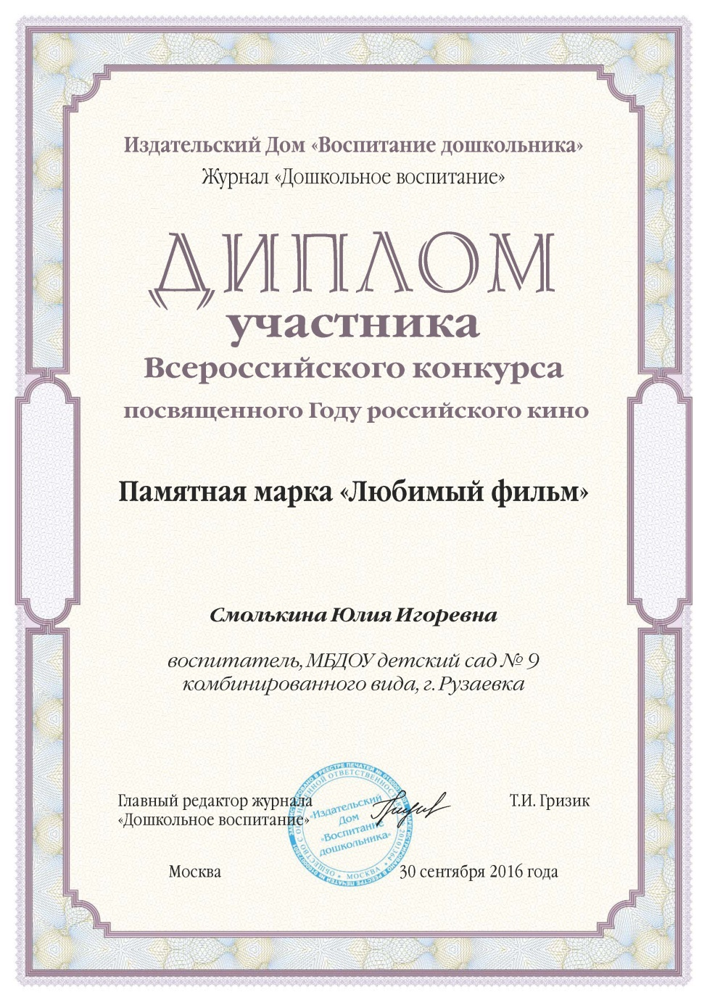 Издательский Дом «Воспитание дошкольника»
Журнал «Дошкольное воспитание»
ДИПЛОМ
участника
Всероссийского конкурса
посвященного Году российского кино
Памятная марка «Любимый фильм»
Смолькина Юлия Игоревна
воспитатель, МБДОУ детский сад № 9
комбинированного вида, г. Рузаевка
Главный редактор журнала
«Дошкольное воспитание»
Т.И. Гризик
«Издательский
Дом
«Воспитание
дошкольника»
МОСКВА
Москва
30 сентября 2016 года